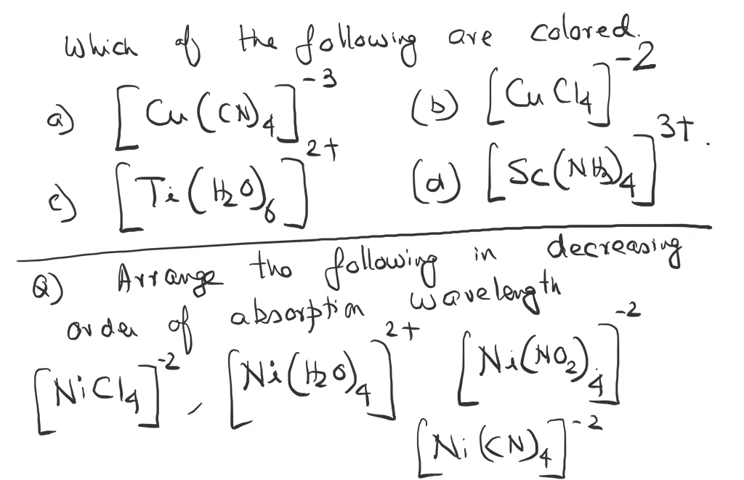 Which of the following are colored.
a) [Cu(CN)4]^-3 (b) [CuCl4]^-2
c) [Ti(H2O)6]^2+ (d) [Sc(NH3)4]^3+.
Q) Arrange the following in decreasing
order of absorption wavelength
[NiCl4]^-2, [Ni(H2O)4]^2+ [Ni(NO2)4]^-2
[Ni(CN)4]^-2